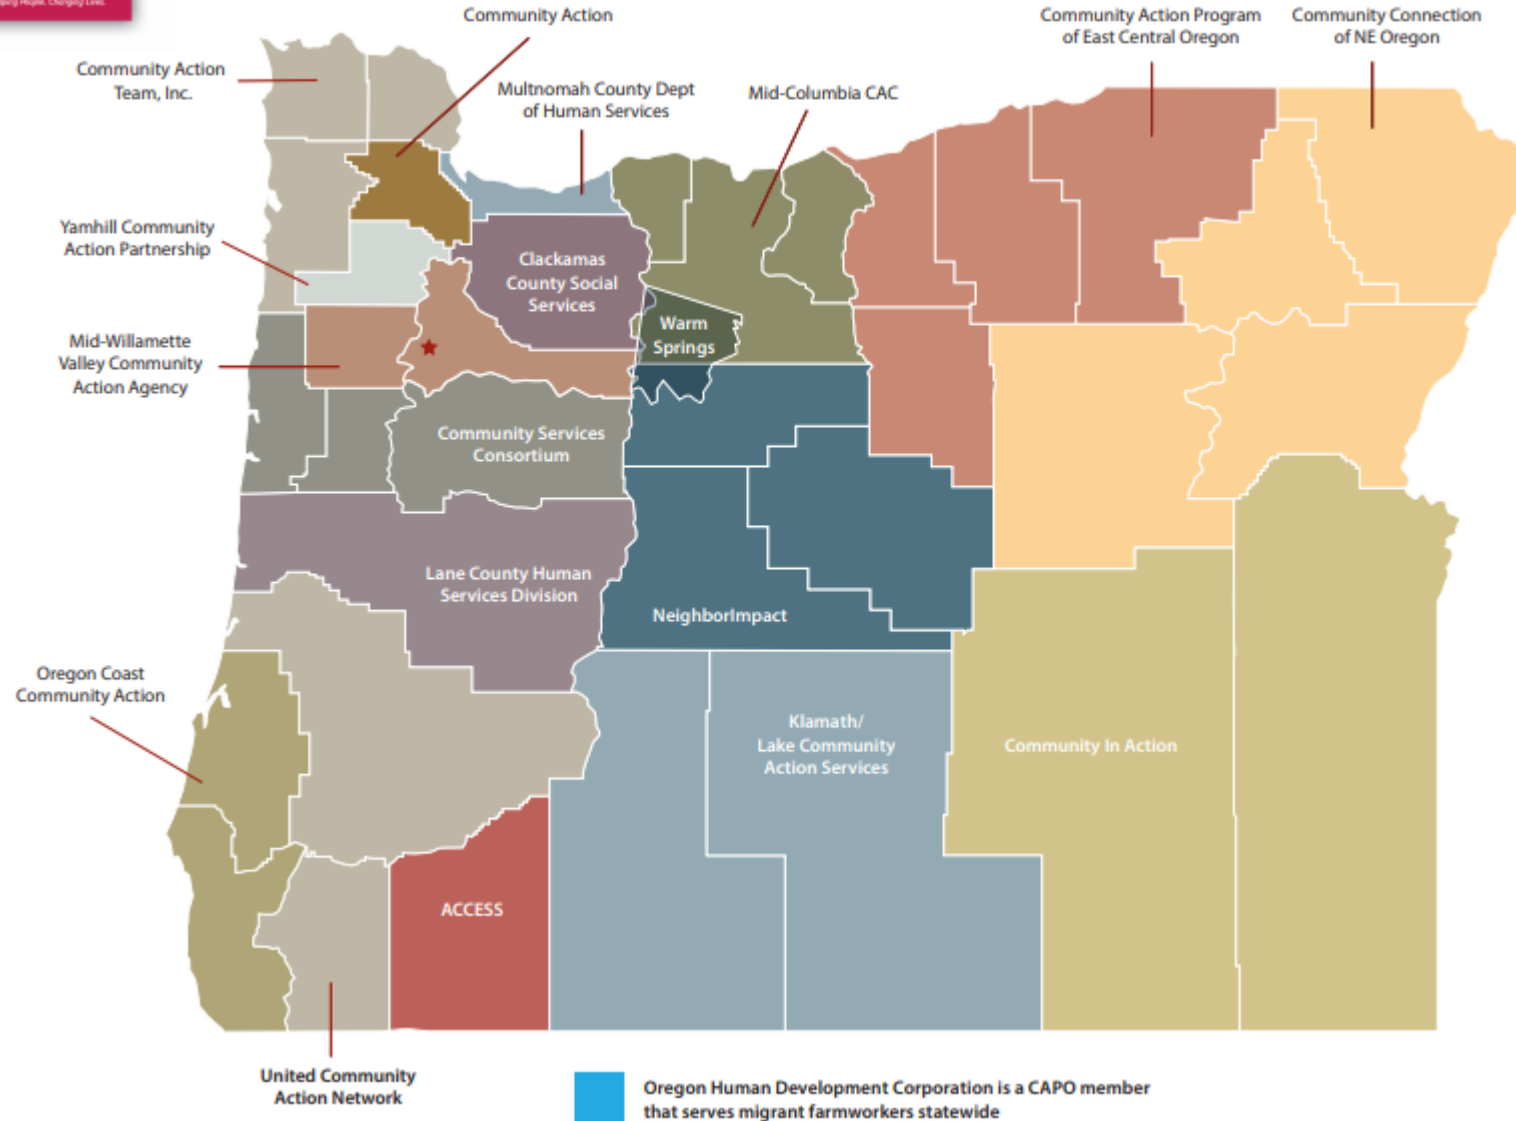 Helping People. Changing Lives.
Community Action
Community Action Program
of East Central Oregon
Community Connection
of NE Oregon
Community Action
Team, Inc.
Multnomah County Dept
of Human Services
Mid-Columbia CAC
Yamhill Community
Action Partnership
Clackamas
County Social
Services
Warm
Springs
Mid-Willamette
Valley Community
Action Agency
Community Services
Consortium
Lane County Human
Services Division
NeighborImpact
Oregon Coast
Community Action
Klamath/
Lake Community
Action Services
Community In Action
ACCESS
United Community
Action Network
Oregon Human Development Corporation is a CAPO member
that serves migrant farmworkers statewide